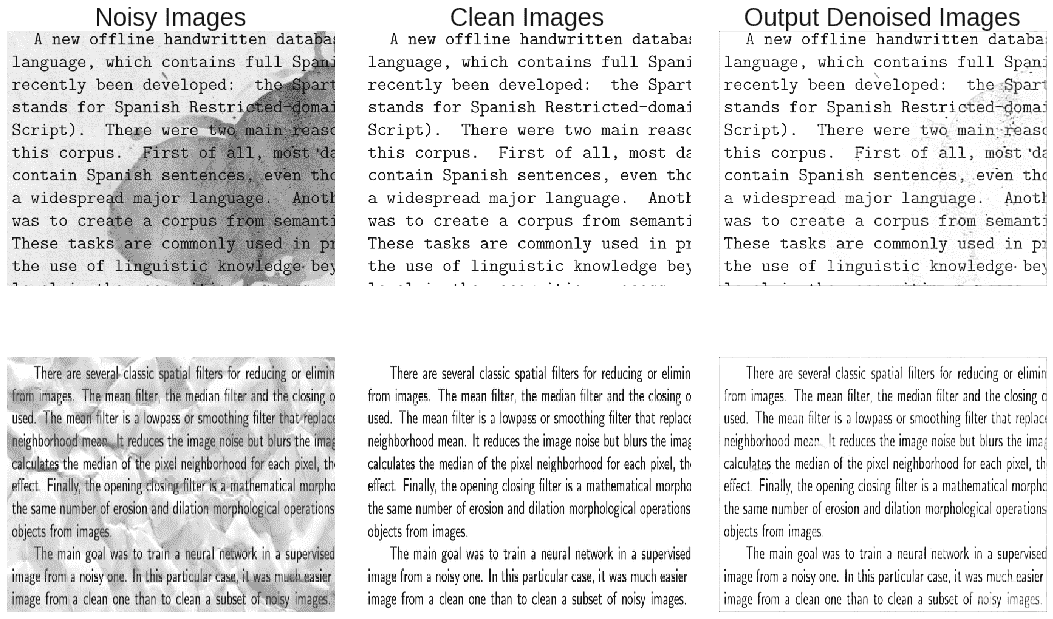 Noisy Images Clean Images Output Denoised Images
A new offline handwritten databa
language, which contains full Spani
recently been developed: the Spart
stands for Spanish Restricted-domai
Script). There were two main reaso
this corpus. First of all, most da
contain Spanish sentences, even tho
a widespread major language. Anoth
was to create a corpus from semanti
These tasks are commonly used in pr
the use of linguistic knowledge bey
A new offline handwritten databa
language, which contains full Spani
recently been developed: the Spart
stands for Spanish Restricted-domai
Script). There were two main reaso
this corpus. First of all, most da
contain Spanish sentences, even tho
a widespread major language. Anoth
was to create a corpus from semanti
These tasks are commonly used in pr
the use of linguistic knowledge bey
A new offline handwritten databa
language, which contains full Spani
recently been developed: the Spart
stands for Spanish Restricted-domai
Script). There were two main reaso
this corpus. First of all, most da
contain Spanish sentences, even tho
a widespread major language. Anoth
was to create a corpus from semanti
These tasks are commonly used in pr
the use of linguistic knowledge bey
There are several classic spatial filters for reducing or elimin
from images. The mean filter, the median filter and the closing o
used. The mean filter is a lowpass or smoothing filter that replace
neighborhood mean. It reduces the image noise but blurs the imag
calculates the median of the pixel neighborhood for each pixel, th
effect. Finally, the opening closing filter is a mathematical morpho
the same number of erosion and dilation morphological operations
objects from images.
The main goal was to train a neural network in a supervised
image from a noisy one. In this particular case, it was much easier
image from a clean one than to clean a subset of noisy images.
There are several classic spatial filters for reducing or elimin
from images. The mean filter, the median filter and the closing o
used. The mean filter is a lowpass or smoothing filter that replace
neighborhood mean. It reduces the image noise but blurs the imag
calculates the median of the pixel neighborhood for each pixel, th
effect. Finally, the opening closing filter is a mathematical morpho
the same number of erosion and dilation morphological operations
objects from images.
The main goal was to train a neural network in a supervised
image from a noisy one. In this particular case, it was much easier
image from a clean one than to clean a subset of noisy images.
There are several classic spatial filters for reducing or elimin
from images. The mean filter, the median filter and the closing o
used. The mean filter is a lowpass or smoothing filter that replace
neighborhood mean. It reduces the image noise but blurs the imag
calculates the median of the pixel neighborhood for each pixel, th
effect. Finally, the opening closing filter is a mathematical morpho
the same number of erosion and dilation morphological operations
objects from images.
The main goal was to train a neural network in a supervised
image from a noisy one. In this particular case, it was much easier
image from a clean one than to clean a subset of noisy images.